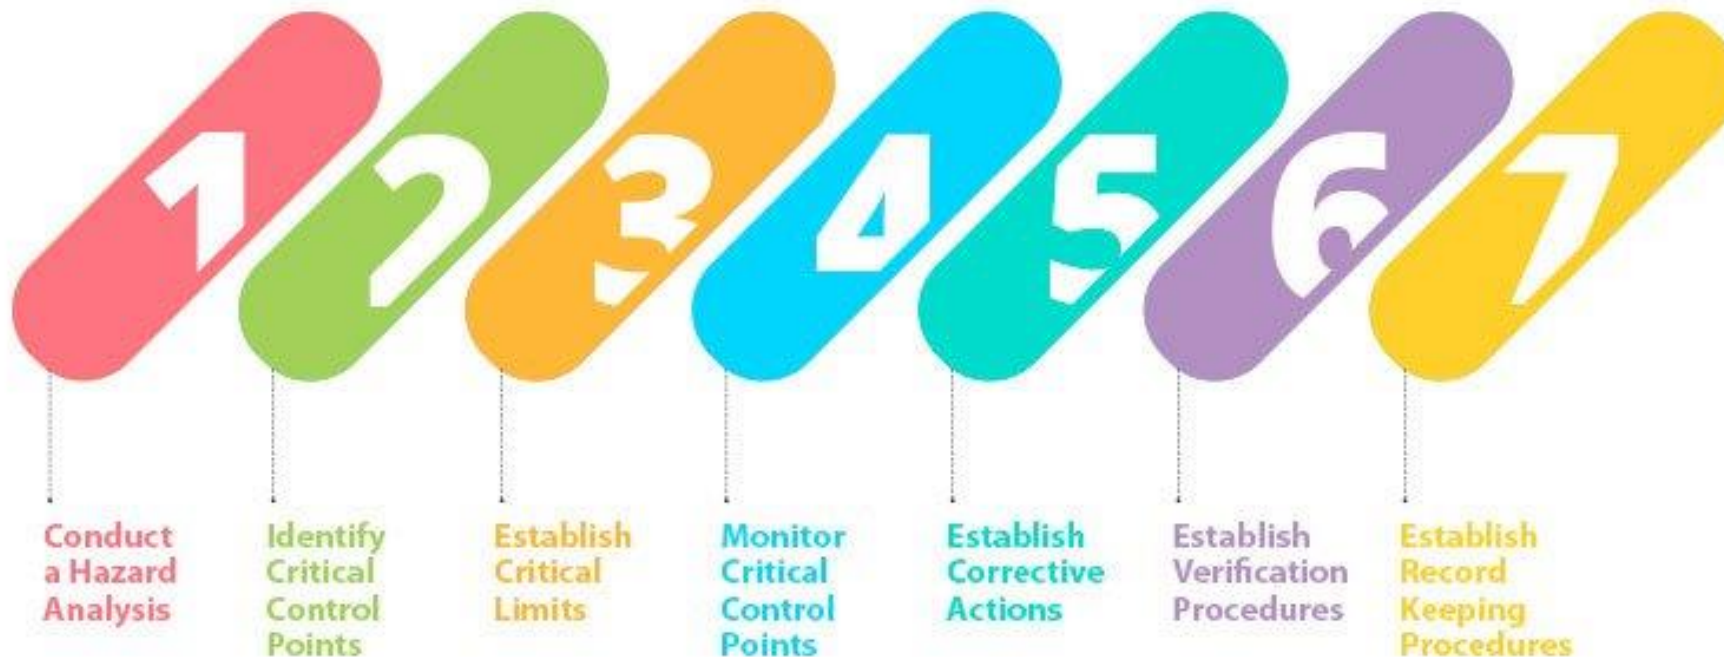 1
2
3
4
5
6
7
Conduct
a Hazard
Analysis
Identify
Critical
Control
Points
Establish
Critical
Limits
Monitor
Critical
Control
Points
Establish
Corrective
Actions
Establish
Verification
Procedures
Establish
Record
Keeping
Procedures